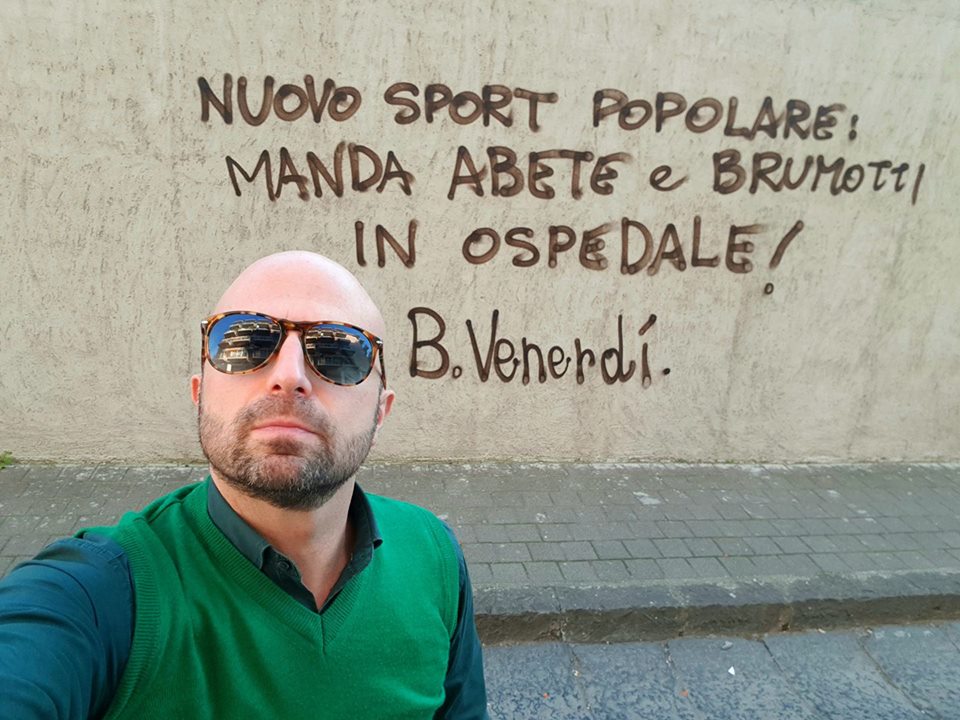 NUOVO SPORT POPOLARE:
MANDA ABETE e BRUMOTTI
IN OSPEDALE!
B. Venerdí.